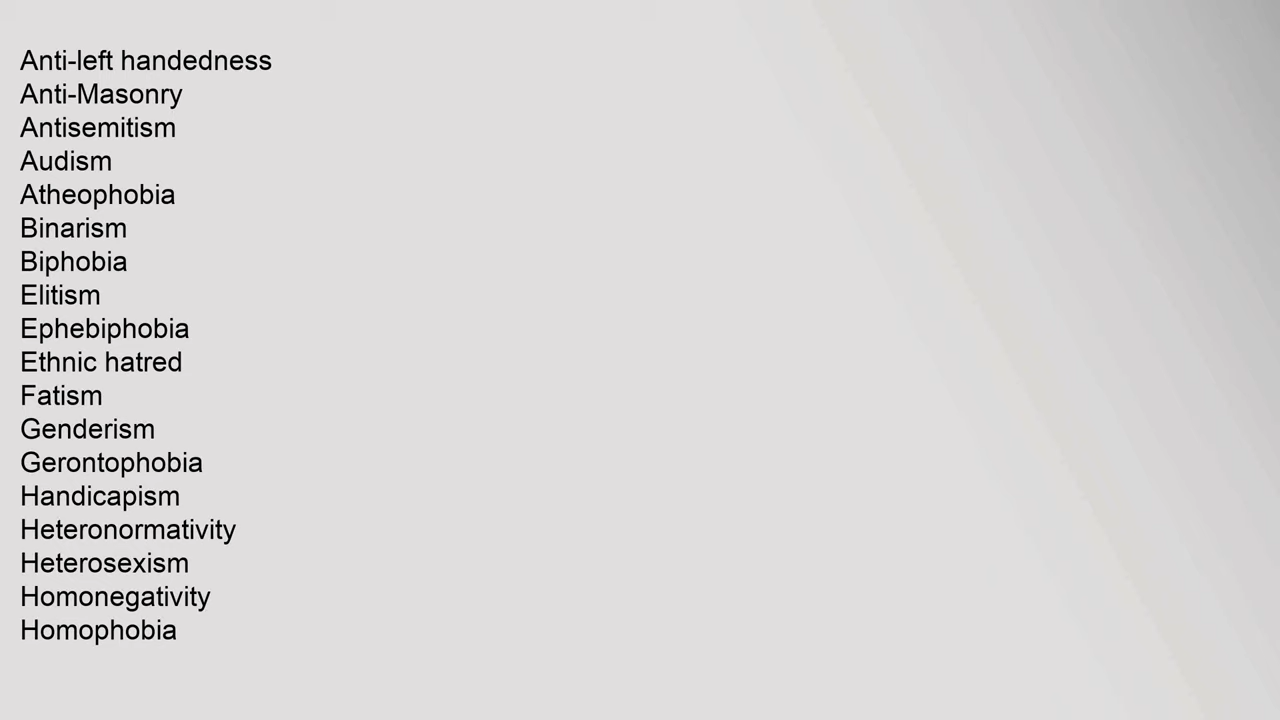 Anti-left handedness
Anti-Masonry
Antisemitism
Audism
Atheophobia
Binarism
Biphobia
Elitism
Ephebiphobia
Ethnic hatred
Fatism
Genderism
Gerontophobia
Handicapism
Heteronormativity
Heterosexism
Homonegativity
Homophobia